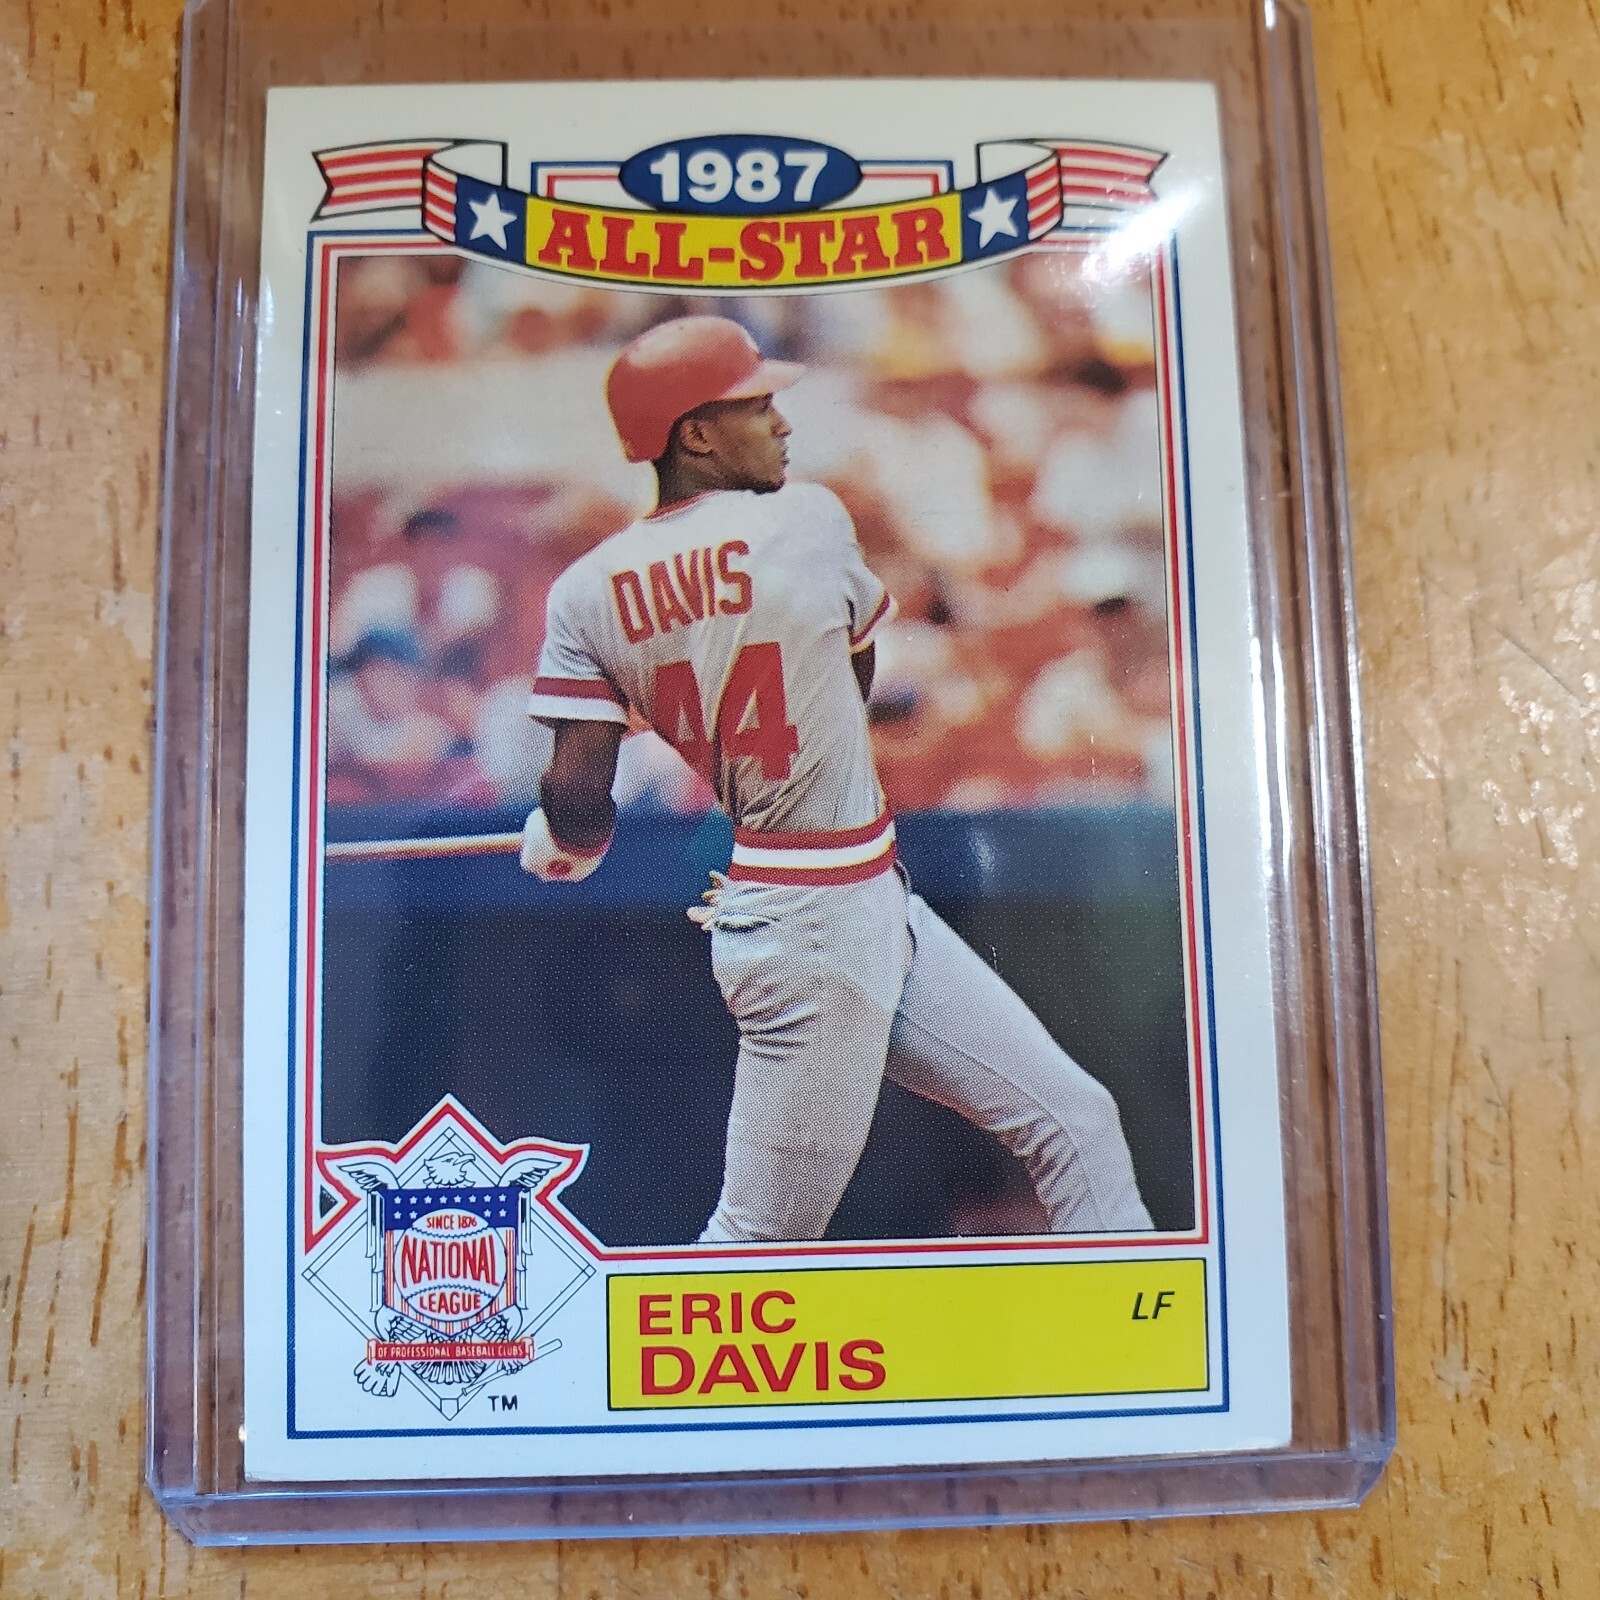 1987
ALL-STAR
DAVIS
44
SINCE 1876
NATIONAL
LEAGUE
OF PROFESSIONAL BASEBALL CLUBS
TM
ERIC
DAVIS
LF